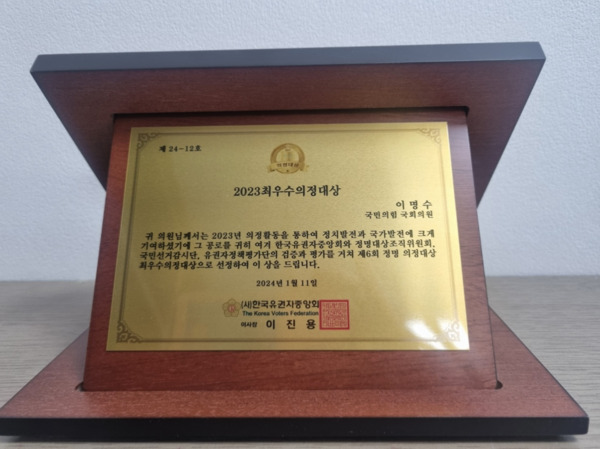 제 24-12호
정명대상
2023최우수의정대상
이 명 수
국민의힘 국회의원
귀 의원님께서는 2023년 의정활동을 통하여 정치발전과 국가발전에 크게
기여하셨기에 그 공로를 귀히 여겨 한국유권자중앙회와 정명대상조직위원회,
국민선거감시단, 유권자정책평가단의 검증과 평가를 거쳐 제6회 정명 의정대상
최우수의정대상으로 선정하여 이 상을 드립니다.
2024년 1월 11일
(사)한국유권자중앙회
The Korea Voters Federation
이사장 이 진 용